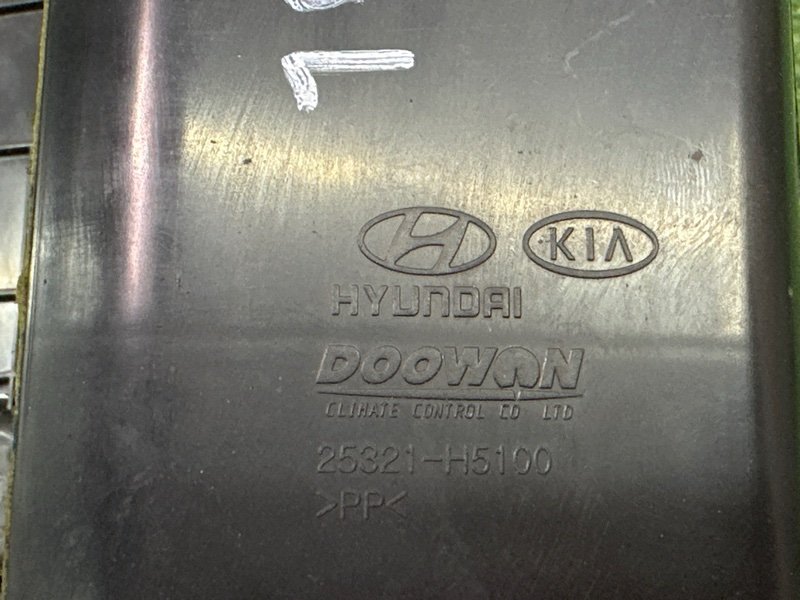 KIA
HYUNDAI
DOOWON
CLIMATE CONTROL CO LTD
25321-H5100
>PP<